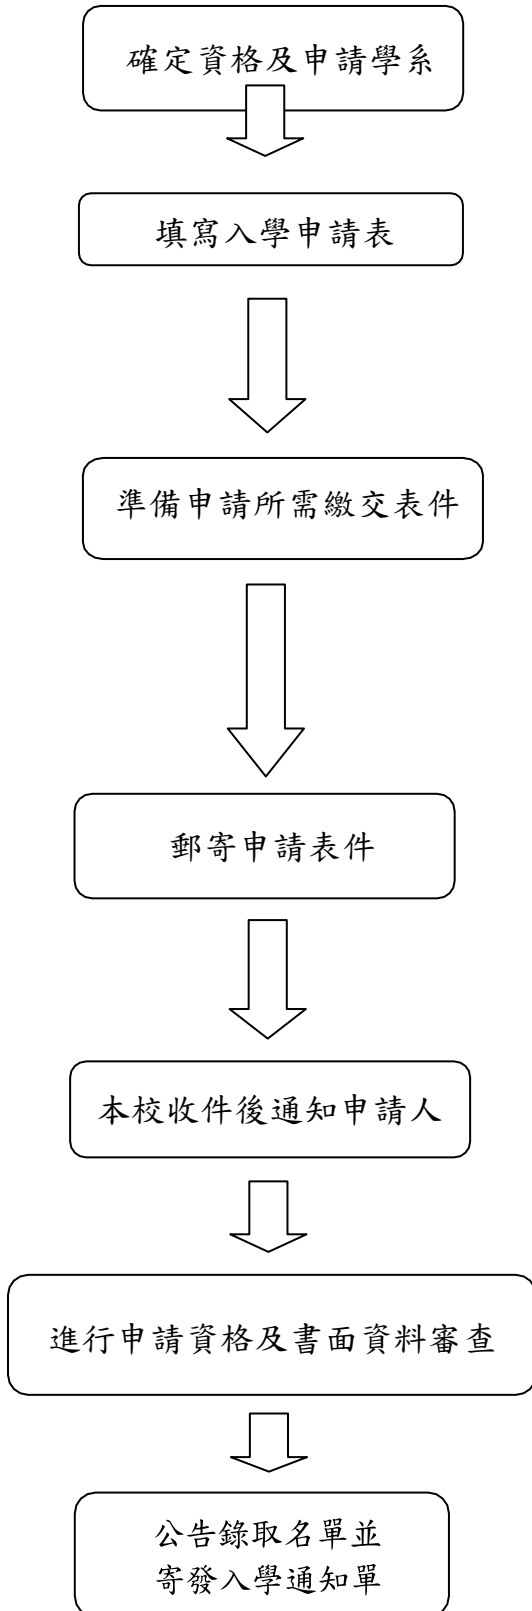 確定資格及申請學系
填寫入學申請表
準備申請所需繳交表件
郵寄申請表件
本校收件後通知申請人
進行申請資格及書面資料審查
公告錄取名單並
寄發入學通知單